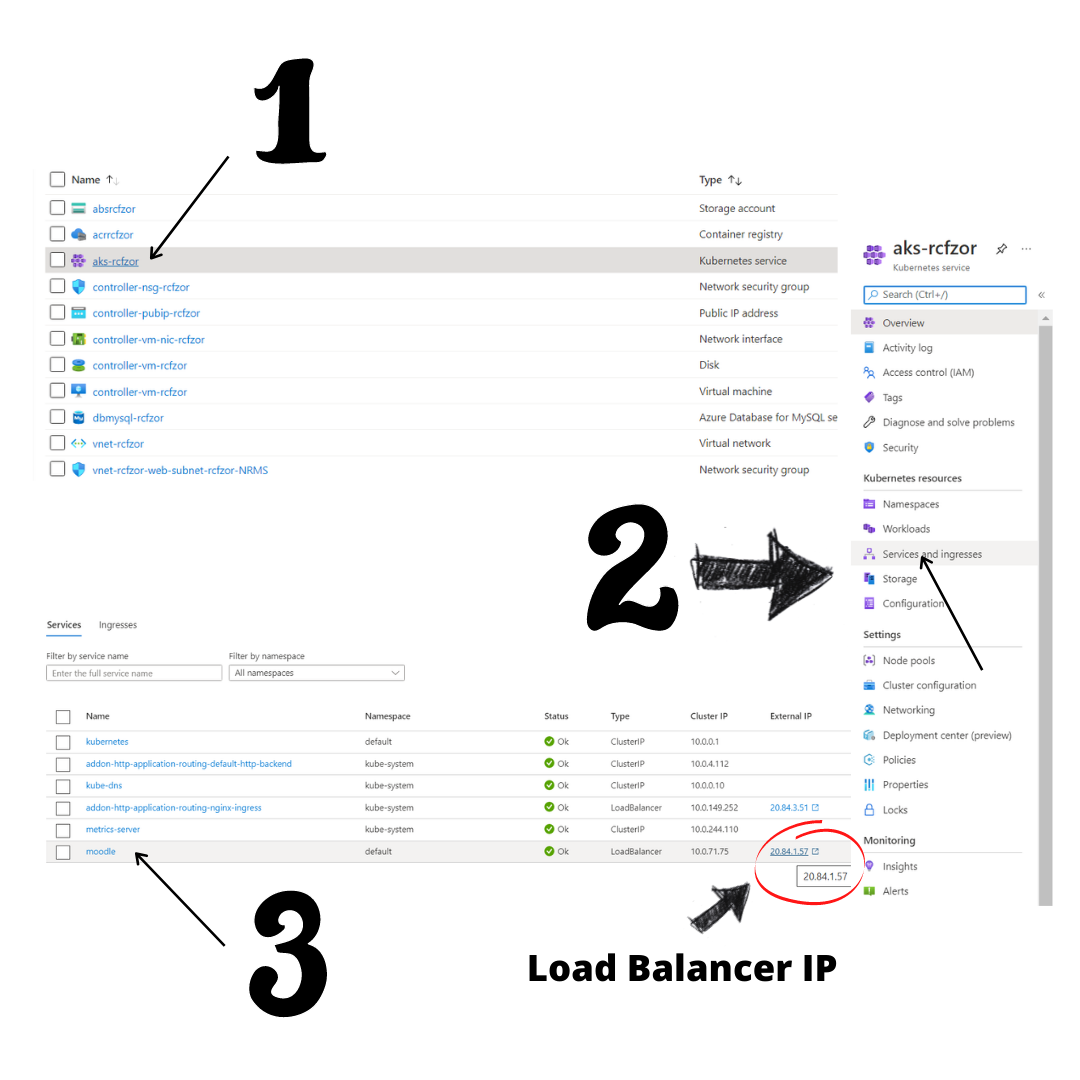 1
Name ↑↓ Type ↑↓
absrcfzor Storage account
acrrcfzor Container registry
aks-rcfzor Kubernetes service
controller-nsg-rcfzor Network security group
controller-pubip-rcfzor Public IP address
controller-vm-nic-rcfzor Network interface
controller-vm-rcfzor Disk
controller-vm-rcfzor Virtual machine
dbmysql-rcfzor Azure Database for MySQL se
vnet-rcfzor Virtual network
vnet-rcfzor-web-subnet-rcfzor-NRMS Network security group
2
aks-rcfzor ...
Kubernetes service
Search (Ctrl+/) «
Overview
Activity log
Access control (IAM)
Tags
Diagnose and solve problems
Security
Kubernetes resources
Namespaces
Workloads
Services and ingresses
Storage
Configuration
Settings
Node pools
Cluster configuration
Networking
Deployment center (preview)
Policies
Properties
Locks
Monitoring
Insights
Alerts
Services Ingresses
Filter by service name Filter by namespace
Enter the full service name All namespaces
Name Namespace Status Type Cluster IP External IP
kubernetes default Ok ClusterIP 10.0.0.1
addon-http-application-routing-default-http-backend kube-system Ok ClusterIP 10.0.4.112
kube-dns kube-system Ok ClusterIP 10.0.0.10
addon-http-application-routing-nginx-ingress kube-system Ok LoadBalancer 10.0.149.252 20.84.3.51
metrics-server kube-system Ok ClusterIP 10.0.244.110
moodle default Ok LoadBalancer 10.0.71.75 20.84.1.57
20.84.1.57
3
Load Balancer IP